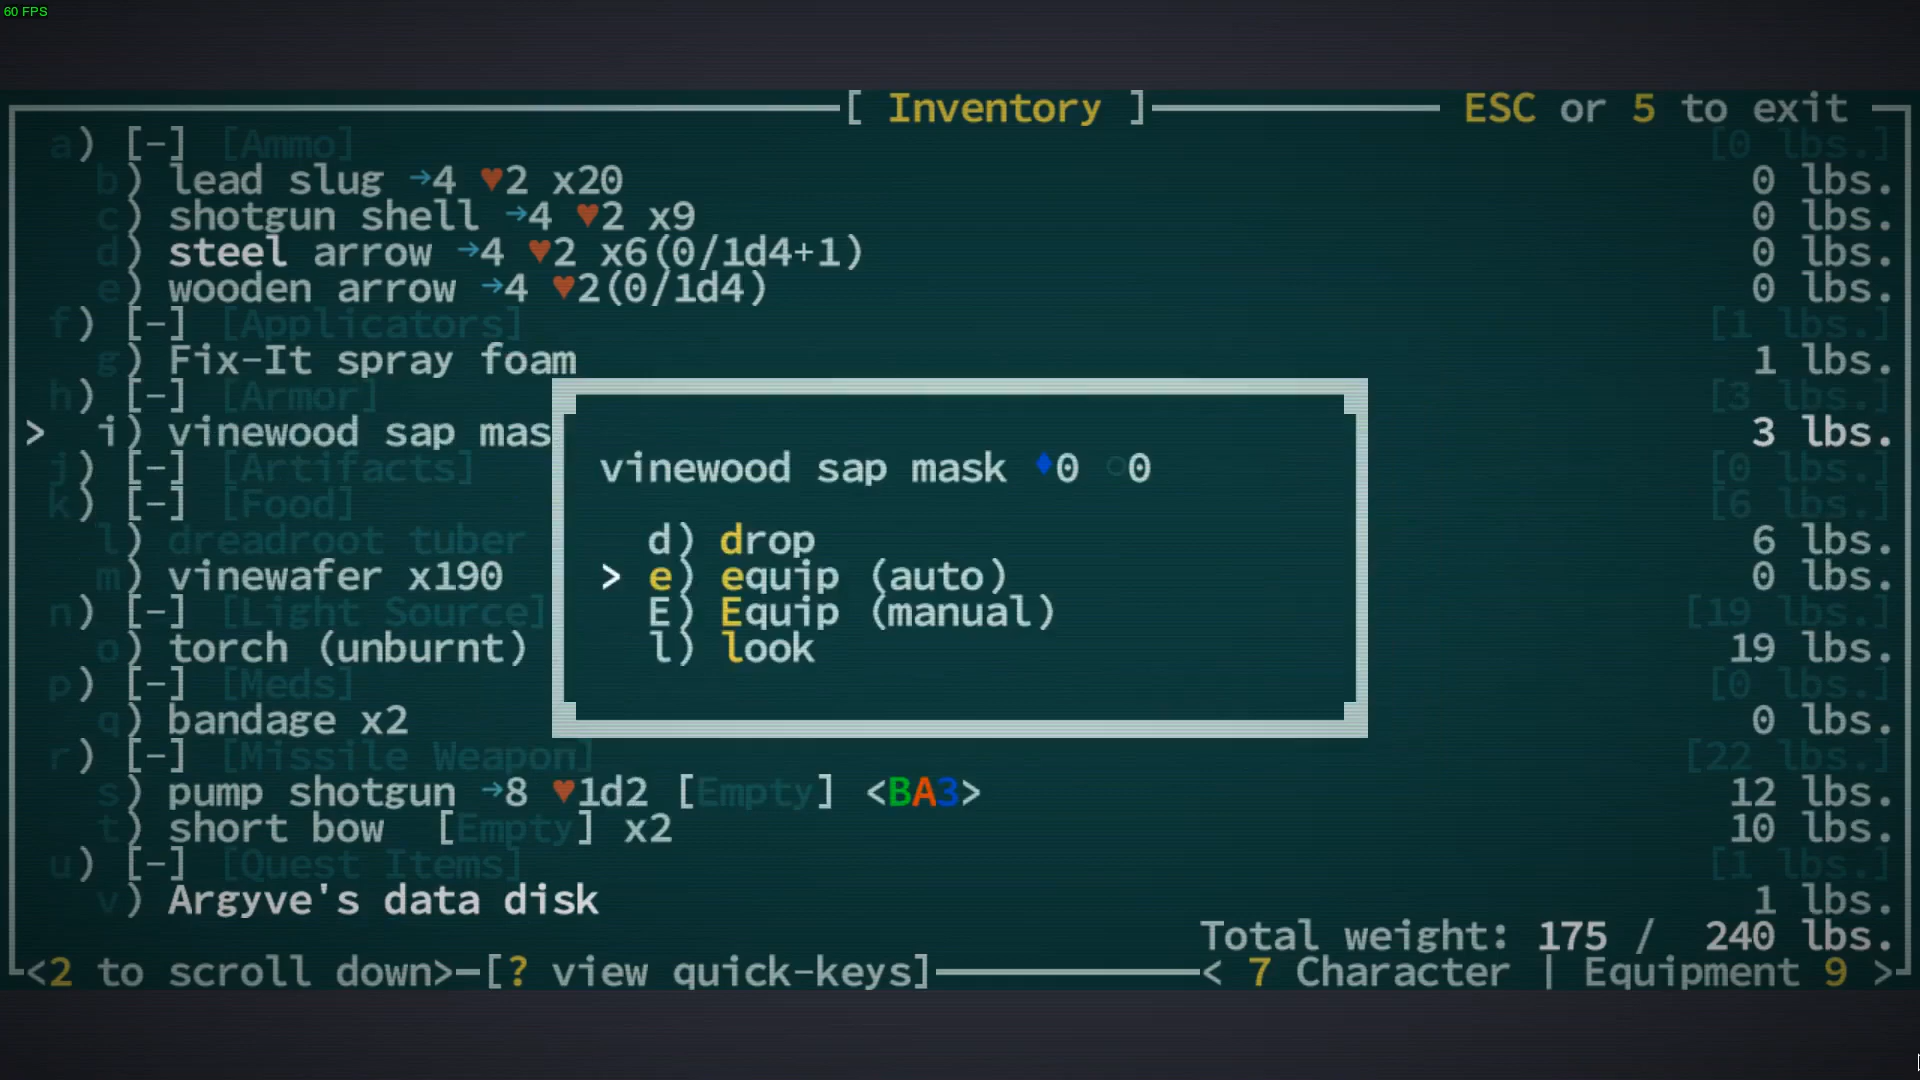 60 FPS
[ Inventory ] ESC or 5 to exit
a) [-] [Ammo] [0 lbs.]
b) lead slug →4 ♥2 x20 0 lbs.
c) shotgun shell →4 ♥2 x9 0 lbs.
d) steel arrow →4 ♥2 x6(0/1d4+1) 0 lbs.
e) wooden arrow →4 ♥2(0/1d4) 0 lbs.
f) [-] [Applicators] [1 lbs.]
g) Fix-It spray foam 1 lbs.
h) [-] [Armor] [3 lbs.]
> i) vinewood sap mas 3 lbs.
j) [-] [Artifacts] [0 lbs.]
k) [-] [Food] [6 lbs.]
l) dreadroot tuber 6 lbs.
m) vinewafer x190 0 lbs.
n) [-] [Light Source] [19 lbs.]
o) torch (unburnt) 19 lbs.
p) [-] [Meds] [0 lbs.]
q) bandage x2 0 lbs.
r) [-] [Missile Weapon] [22 lbs.]
s) pump shotgun →8 ♥1d2 [Empty] <BA3> 12 lbs.
t) short bow [Empty] x2 10 lbs.
u) [-] [Quest Items] [1 lbs.]
v) Argyve's data disk 1 lbs.
vinewood sap mask ♦0 ○0
d) drop
> e) equip (auto)
E) Equip (manual)
l) look
Total weight: 175 / 240 lbs.
<2 to scroll down> [? view quick-keys] < 7 Character | Equipment 9 >